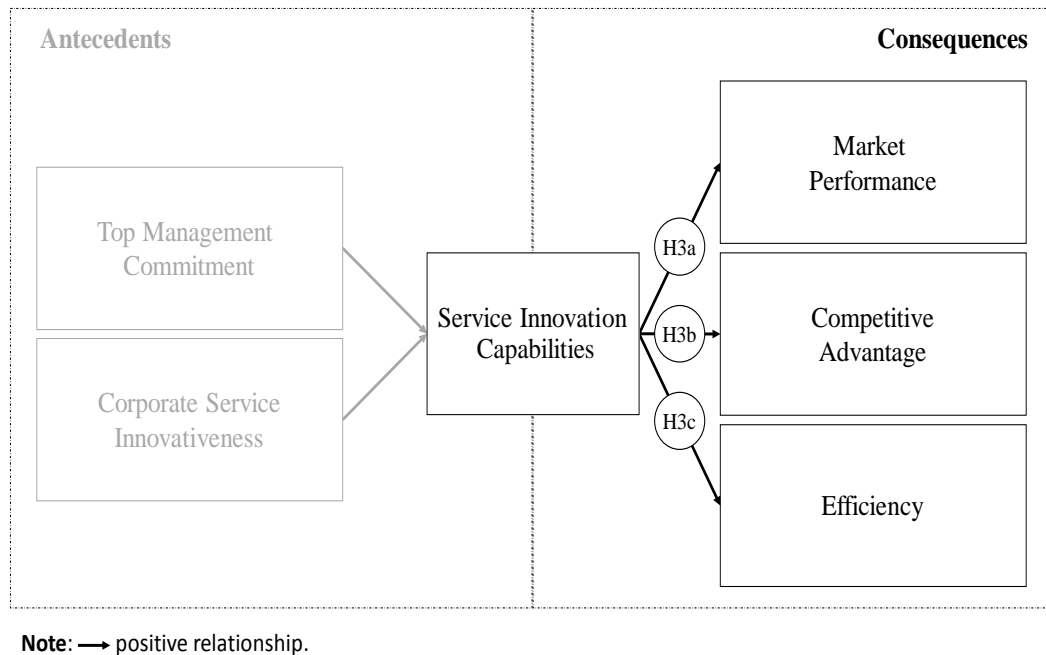 Antecedents
Consequences
Top Management
Commitment
Corporate Service
Innovativeness
Service Innovation
Capabilities
H3a
H3b
H3c
Market
Performance
Competitive
Advantage
Efficiency
Note: → positive relationship.